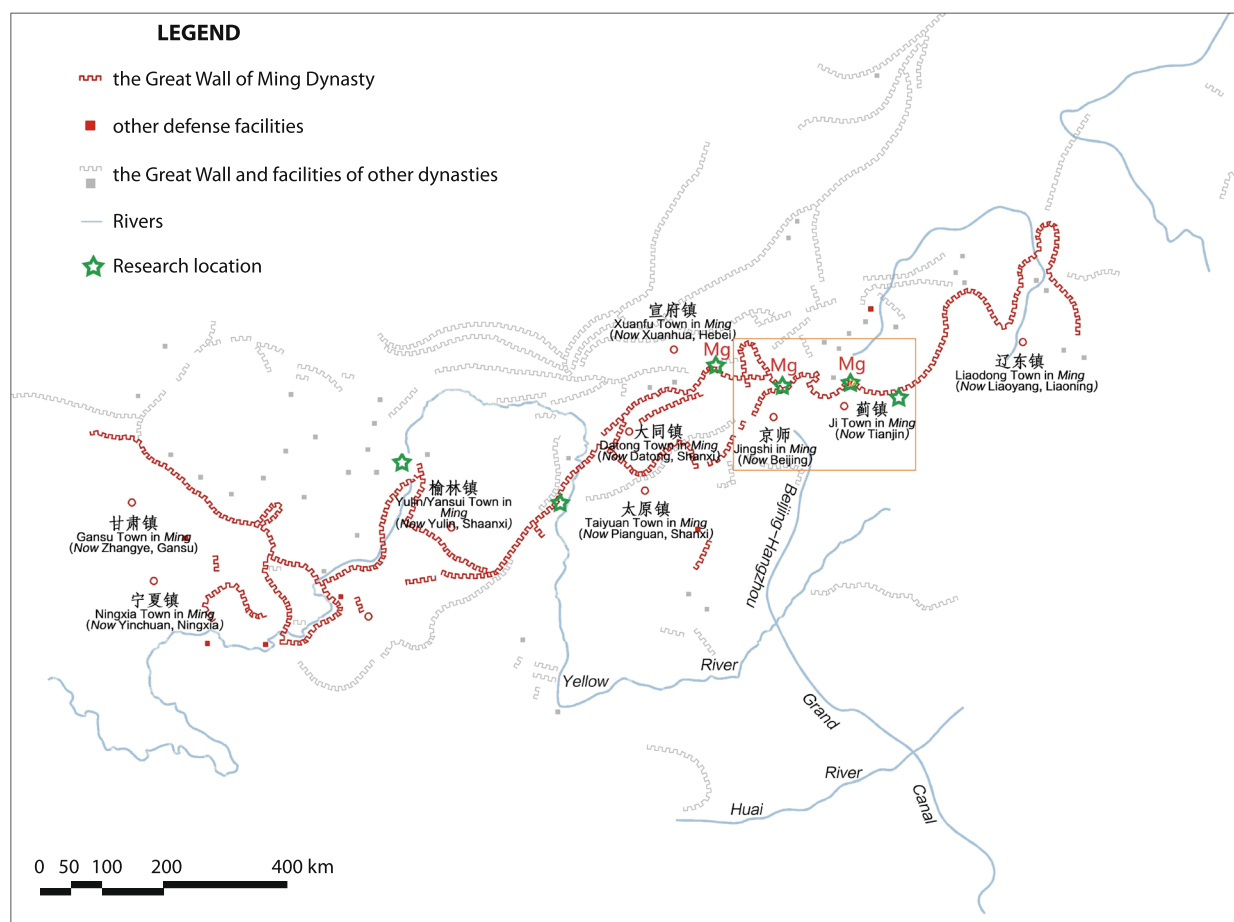 LEGEND
the Great Wall of Ming Dynasty
other defense facilities
the Great Wall and facilities of other dynasties
Rivers
Research location
宣府镇
Xuanfu Town in Ming
(Now Xuanhua, Hebei)
Mg
Mg
Mg
辽东镇
Liaodong Town in Ming
(Now Liaoyang, Liaoning)
蓟镇
Ji Town in Ming
(Now Tianjin)
大同镇
Datong Town in Ming
(Now Datong, Shanxi)
京师
Jingshi in Ming
(Now Beijing)
榆林镇
Yulin/Yansui Town in
Ming
(Now Yulin, Shaanxi)
太原镇
Taiyuan Town in Ming
(Now Pianguan, Shanxi)
甘肃镇
Gansu Town in Ming
(Now Zhangye, Gansu)
宁夏镇
Ningxia Town in Ming
(Now Yinchuan, Ningxia)
Beijing-Hangzhou
Grand
Canal
Yellow
River
Huai
River
0 50 100 200 400 km